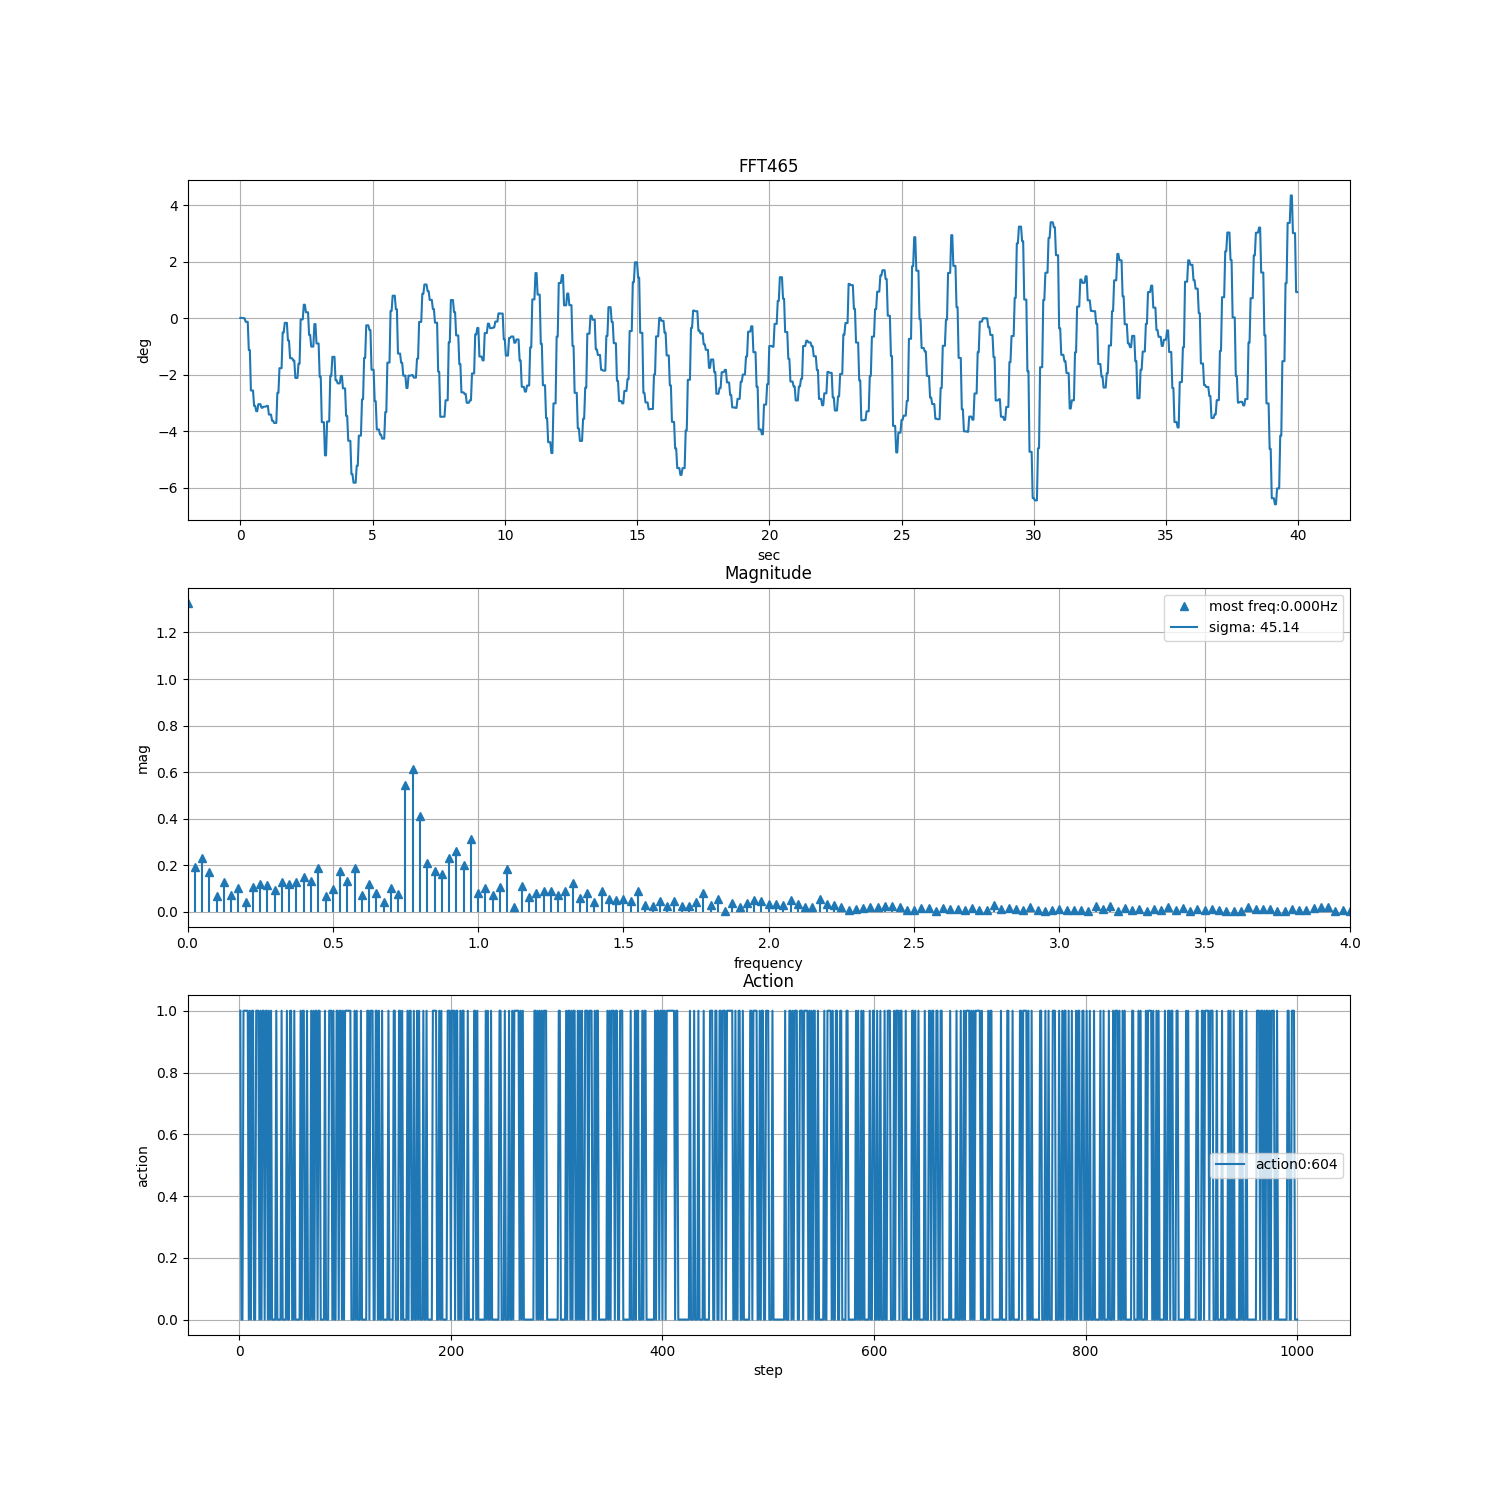 FFT465
4
2
0
−2
−4
−6
deg
0 5 10 15 20 25 30 35 40
sec
Magnitude
1.2
1.0
0.8
0.6
0.4
0.2
0.0
mag
most freq:0.000Hz
sigma: 45.14
0.0 0.5 1.0 1.5 2.0 2.5 3.0 3.5 4.0
frequency
Action
1.0
0.8
0.6
0.4
0.2
0.0
action
action0:604
0 200 400 600 800 1000
step